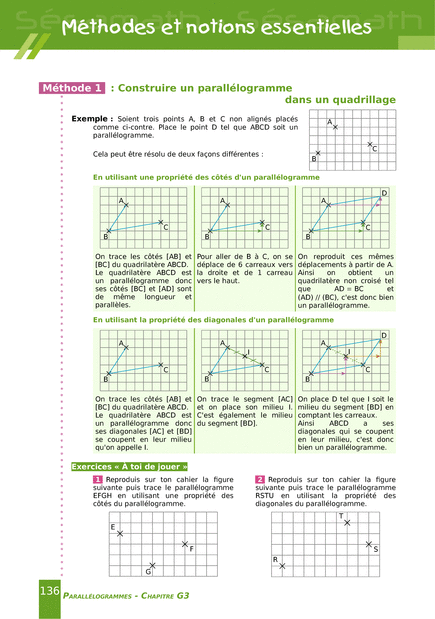 Sésamath
Sésamath
Méthodes et notions essentielles
Méthode 1 : Construire un parallélogramme
dans un quadrillage
Exemple : Soient trois points A, B et C non alignés placés
comme ci-contre. Place le point D tel que ABCD soit un
parallélogramme.
A
B
C
Cela peut être résolu de deux façons différentes :
En utilisant une propriété des côtés d'un parallélogramme
A
B
C
A
B
C
A
B
C
D
On trace les côtés [AB] et
[BC] du quadrilatère ABCD.
Le quadrilatère ABCD est
un parallélogramme donc
ses côtés [BC] et [AD] sont
de même longueur et
parallèles.
Pour aller de B à C, on se
déplace de 6 carreaux vers
la droite et de 1 carreau
vers le haut.
On reproduit ces mêmes
déplacements à partir de A.
Ainsi on obtient un
quadrilatère non croisé tel
que AD = BC et
(AD) // (BC), c'est donc bien
un parallélogramme.
En utilisant la propriété des diagonales d'un parallélogramme
A
B
C
A
I
B
C
A
I
B
C
D
On trace les côtés [AB] et
[BC] du quadrilatère ABCD.
Le quadrilatère ABCD est
un parallélogramme donc
ses diagonales [AC] et [BD]
se coupent en leur milieu
qu'on appelle I.
On trace le segment [AC]
et on place son milieu I.
C'est également le milieu
du segment [BD].
On place D tel que I soit le
milieu du segment [BD] en
comptant les carreaux.
Ainsi ABCD a ses
diagonales qui se coupent
en leur milieu, c'est donc
bien un parallélogramme.
Exercices « À toi de jouer »
1 Reproduis sur ton cahier la figure
suivante puis trace le parallélogramme
EFGH en utilisant une propriété des
côtés du parallélogramme.
E
F
G
2 Reproduis sur ton cahier la figure
suivante puis trace le parallélogramme
RSTU en utilisant la propriété des
diagonales du parallélogramme.
T
S
R
136 PARALLÉLOGRAMMES - CHAPITRE G3